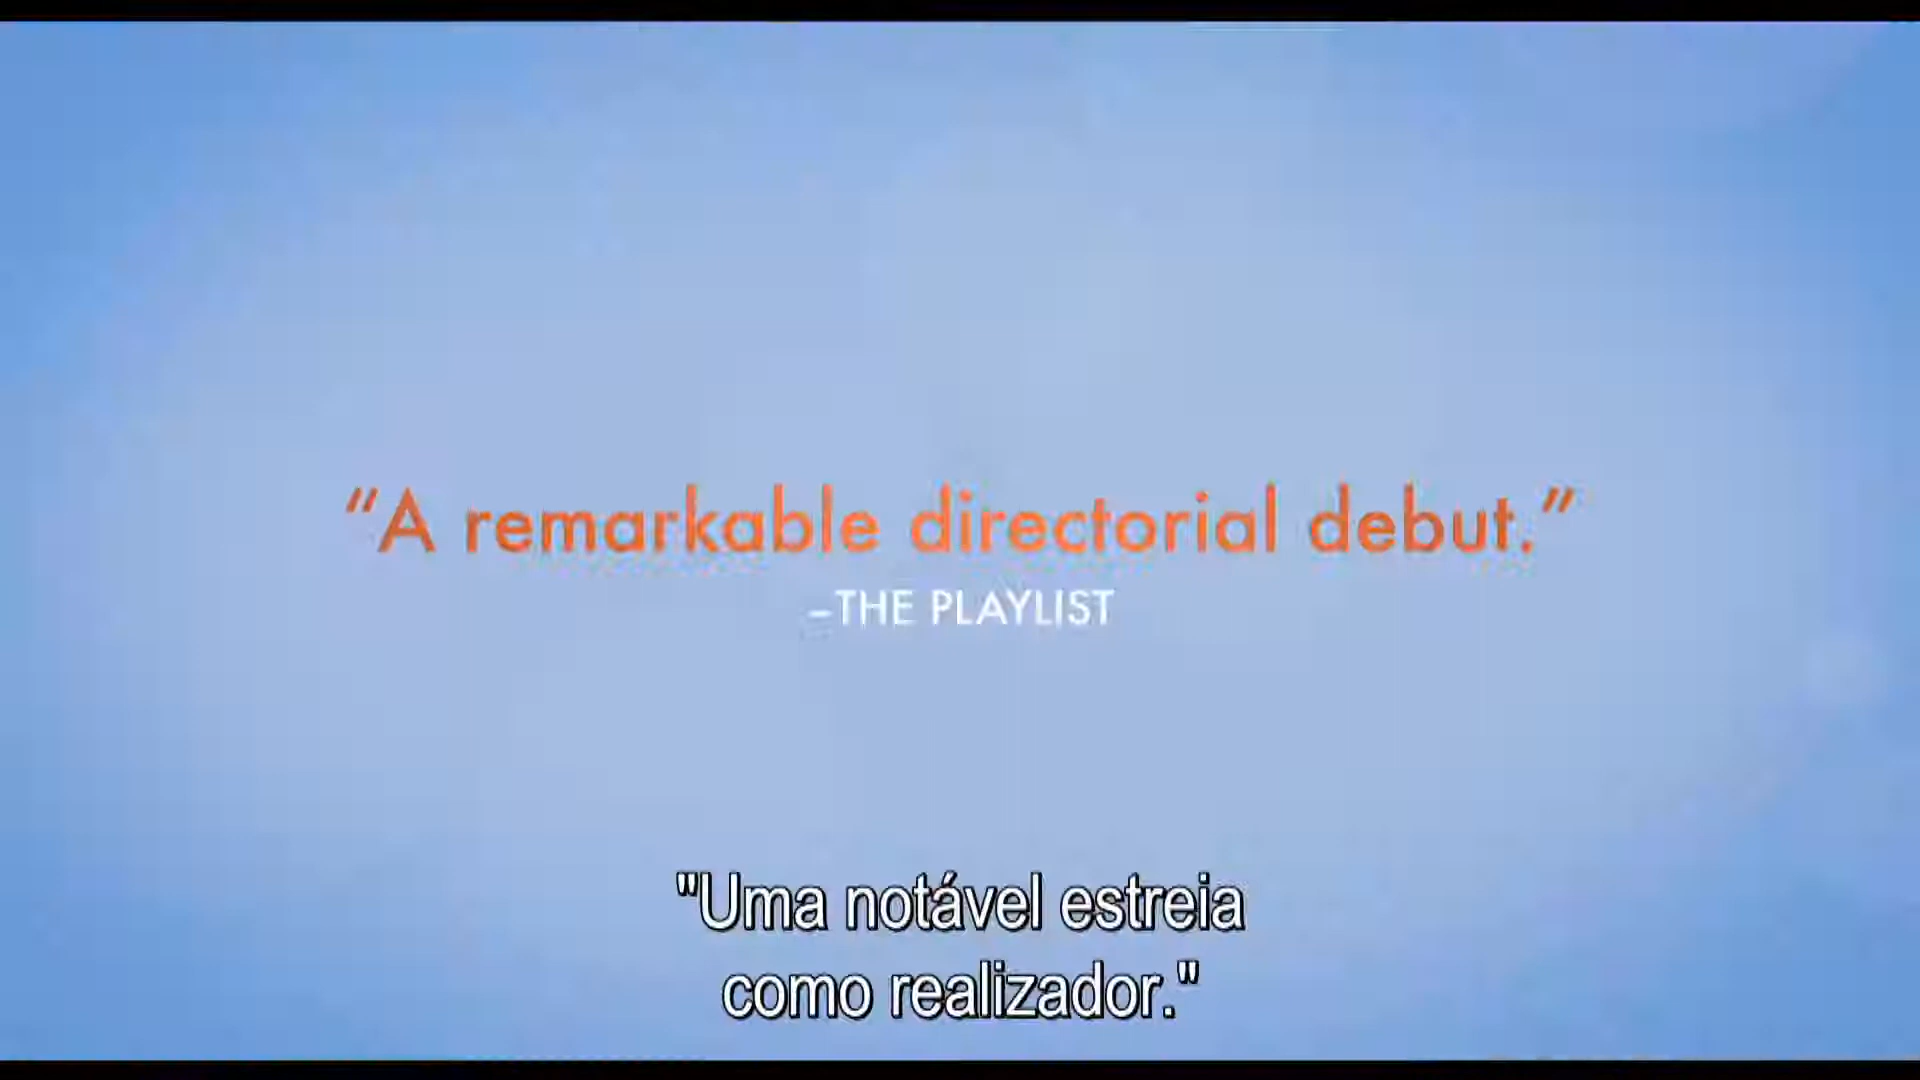 “A remarkable directorial debut.”
–THE PLAYLIST
"Uma notável estreia
como realizador."